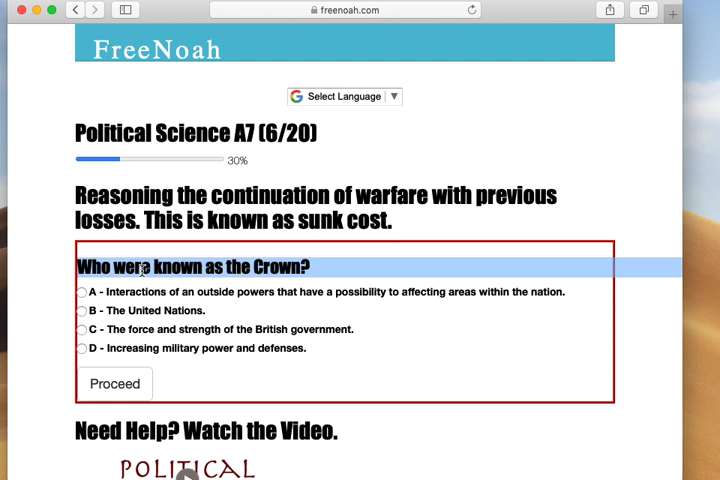 freenoah.com
FreeNoah
Select Language
Political Science A7 (6/20)
30%
Reasoning the continuation of warfare with previous
losses. This is known as sunk cost.
Who were known as the Crown?
A - Interactions of an outside powers that have a possibility to affecting areas within the nation.
B - The United Nations.
C - The force and strength of the British government.
D - Increasing military power and defenses.
Proceed
Need Help? Watch the Video.
POLITICAL